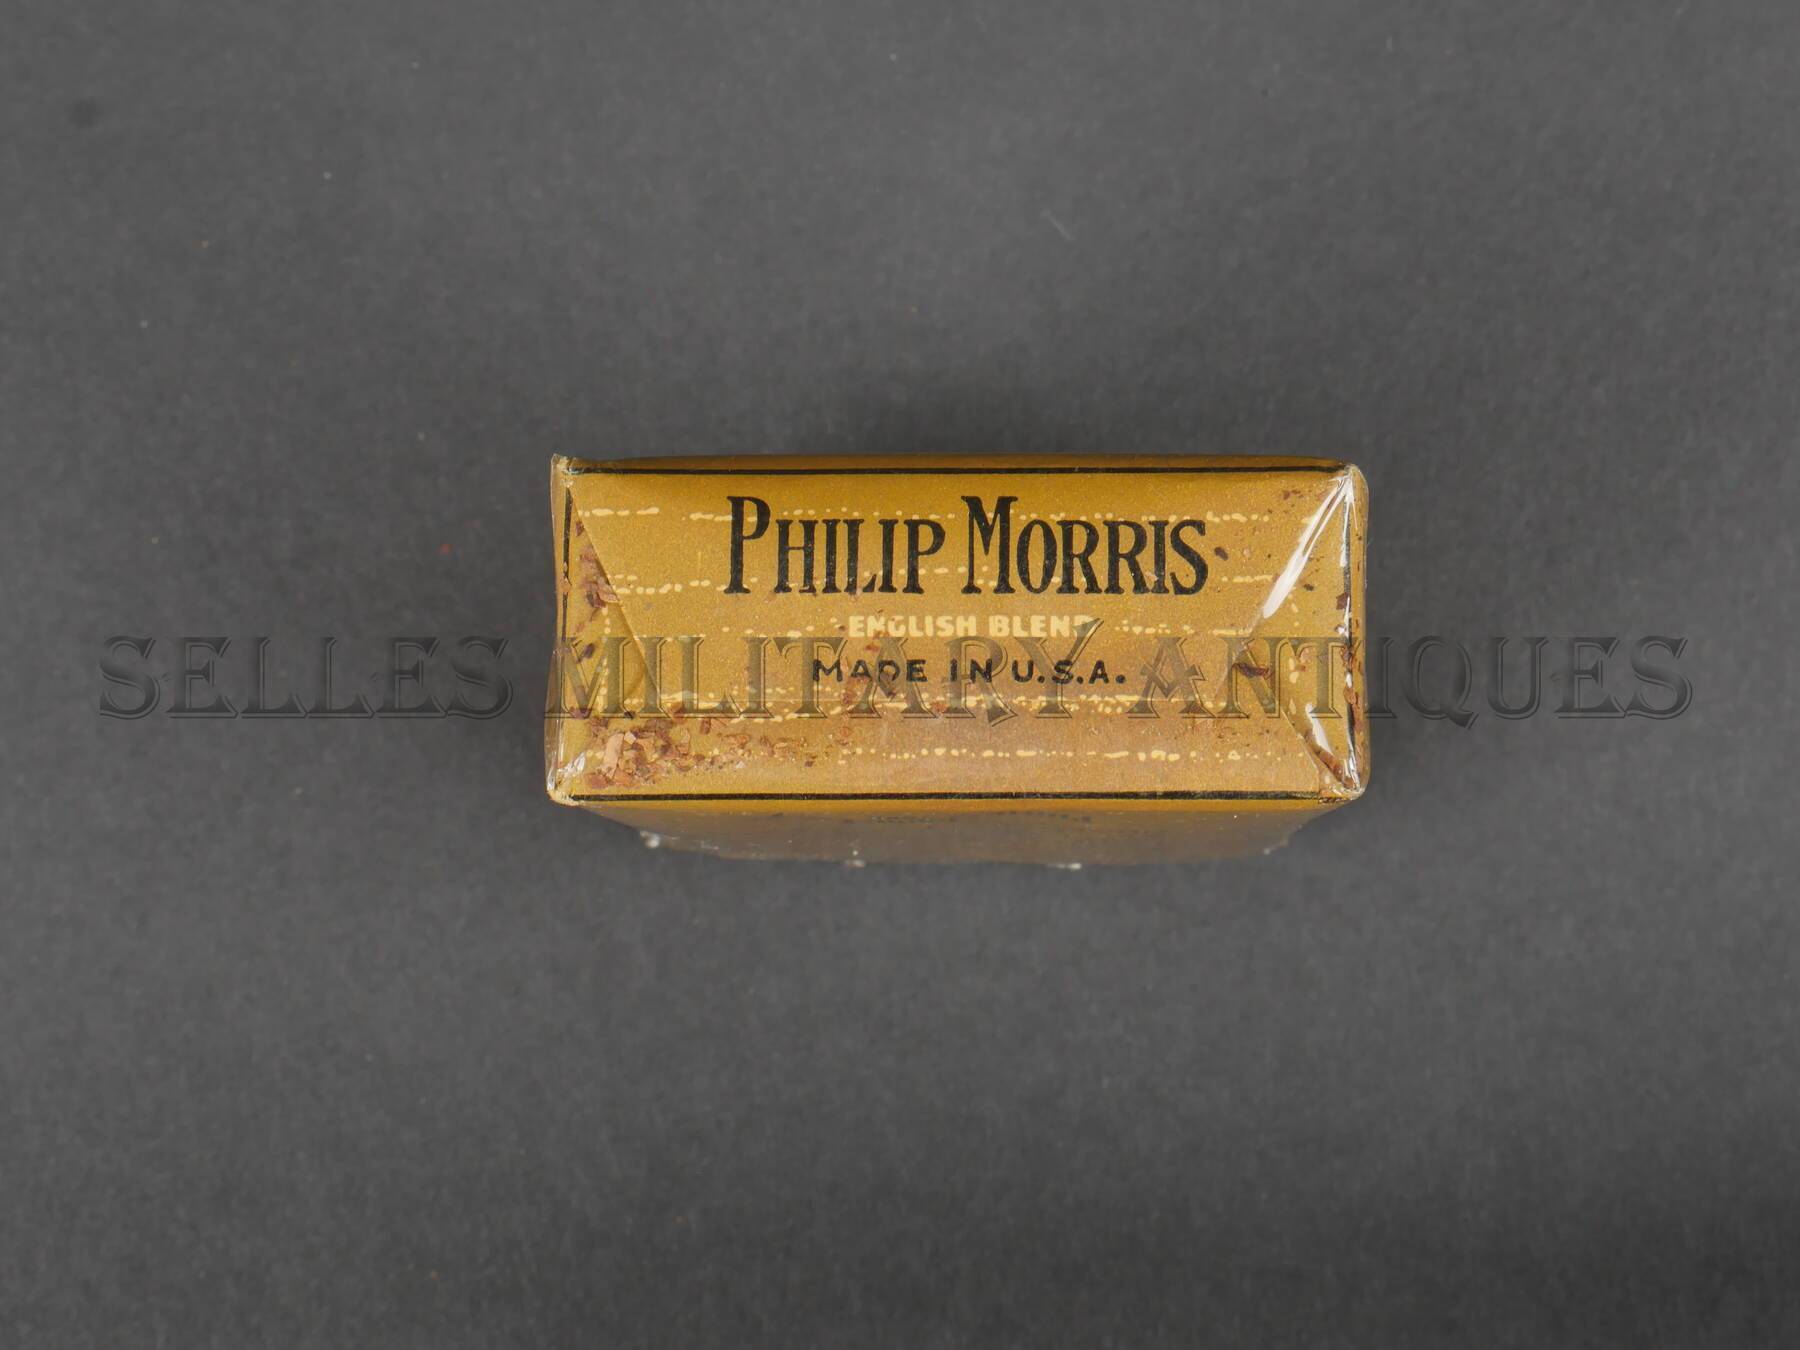 PHILIP MORRIS
ENGLISH BLEND
MADE IN U.S.A.
SELLES MILITARY ANTIQUES